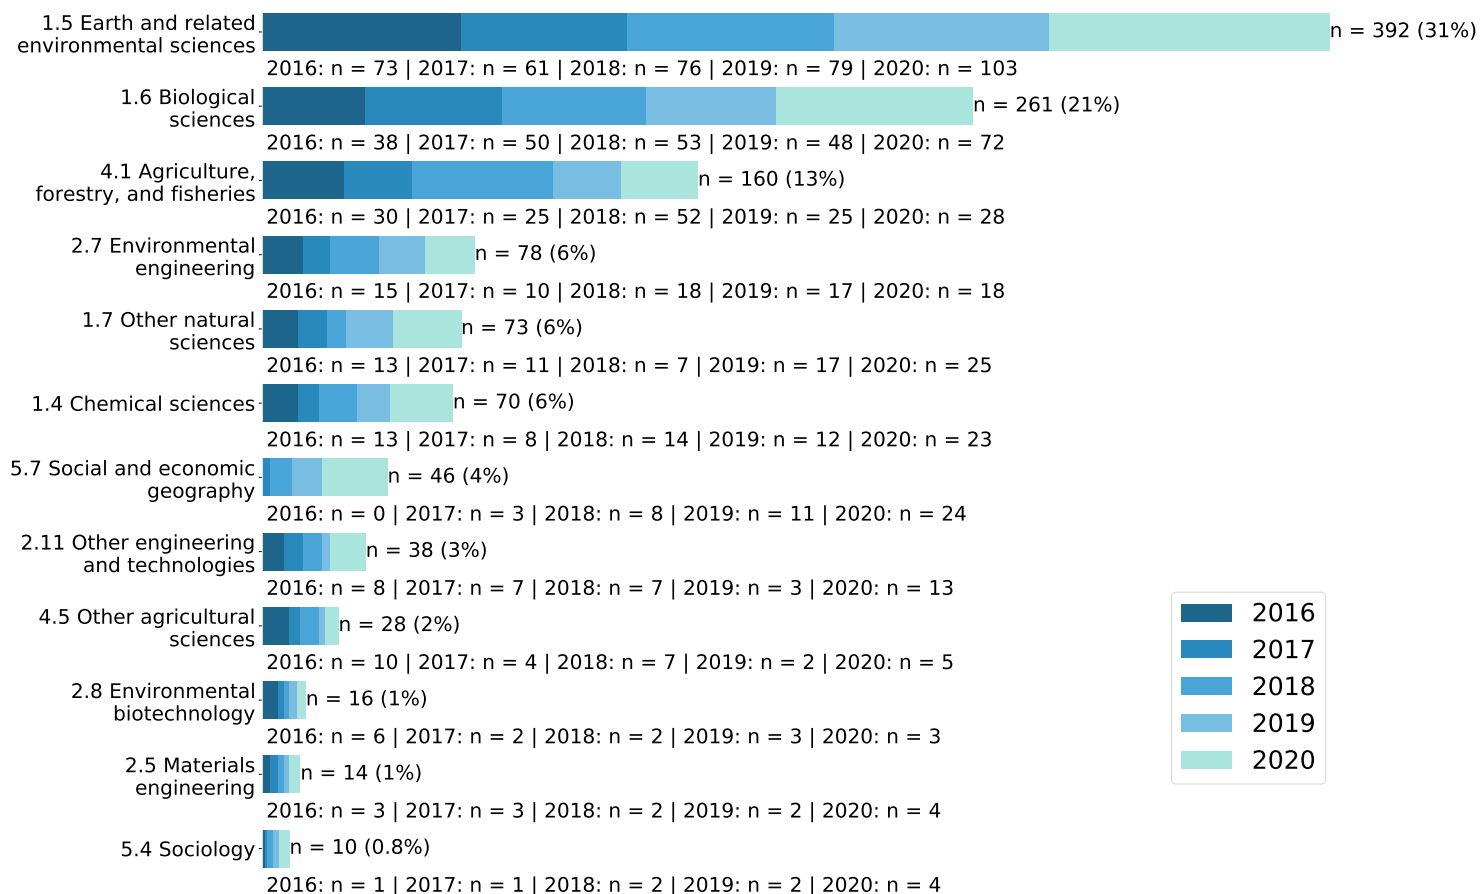 1.5 Earth and related
environmental sciences
n = 392 (31%)
2016: n = 73 | 2017: n = 61 | 2018: n = 76 | 2019: n = 79 | 2020: n = 103
1.6 Biological
sciences
n = 261 (21%)
2016: n = 38 | 2017: n = 50 | 2018: n = 53 | 2019: n = 48 | 2020: n = 72
4.1 Agriculture,
forestry, and fisheries
n = 160 (13%)
2016: n = 30 | 2017: n = 25 | 2018: n = 52 | 2019: n = 25 | 2020: n = 28
2.7 Environmental
engineering
n = 78 (6%)
2016: n = 15 | 2017: n = 10 | 2018: n = 18 | 2019: n = 17 | 2020: n = 18
1.7 Other natural
sciences
n = 73 (6%)
2016: n = 13 | 2017: n = 11 | 2018: n = 7 | 2019: n = 17 | 2020: n = 25
1.4 Chemical sciences
n = 70 (6%)
2016: n = 13 | 2017: n = 8 | 2018: n = 14 | 2019: n = 12 | 2020: n = 23
5.7 Social and economic
geography
n = 46 (4%)
2016: n = 0 | 2017: n = 3 | 2018: n = 8 | 2019: n = 11 | 2020: n = 24
2.11 Other engineering
and technologies
n = 38 (3%)
2016: n = 8 | 2017: n = 7 | 2018: n = 7 | 2019: n = 3 | 2020: n = 13
4.5 Other agricultural
sciences
n = 28 (2%)
2016: n = 10 | 2017: n = 4 | 2018: n = 7 | 2019: n = 2 | 2020: n = 5
2.8 Environmental
biotechnology
n = 16 (1%)
2016: n = 6 | 2017: n = 2 | 2018: n = 2 | 2019: n = 3 | 2020: n = 3
2.5 Materials
engineering
n = 14 (1%)
2016: n = 3 | 2017: n = 3 | 2018: n = 2 | 2019: n = 2 | 2020: n = 4
5.4 Sociology
n = 10 (0.8%)
2016: n = 1 | 2017: n = 1 | 2018: n = 2 | 2019: n = 2 | 2020: n = 4
2016
2017
2018
2019
2020